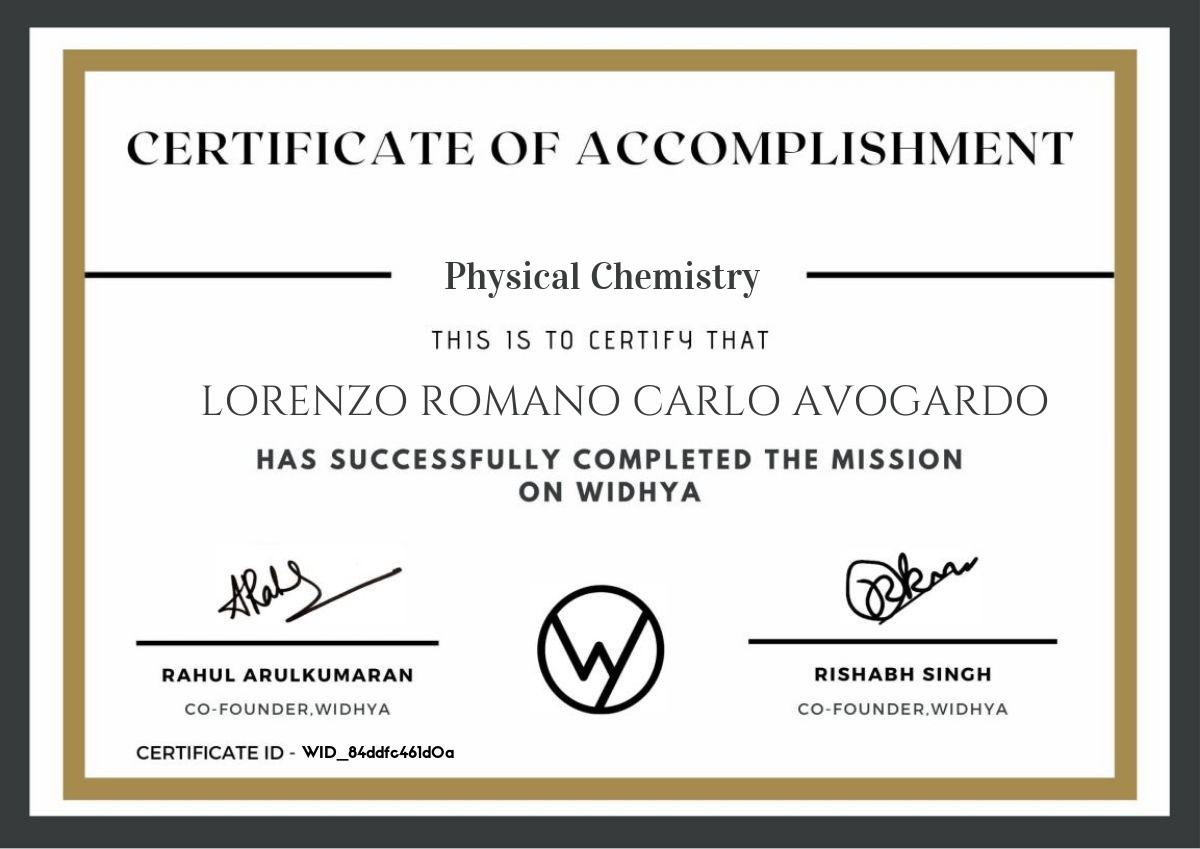 CERTIFICATE OF ACCOMPLISHMENT
Physical Chemistry
THIS IS TO CERTIFY THAT
LORENZO ROMANO CARLO AVOGARDO
HAS SUCCESSFULLY COMPLETED THE MISSION
ON WIDHYA
RAHUL ARULKUMARAN
RISHABH SINGH
CO-FOUNDER,WIDHYA
CO-FOUNDER,WIDHYA
CERTIFICATE ID - WID_84ddfc461d0a